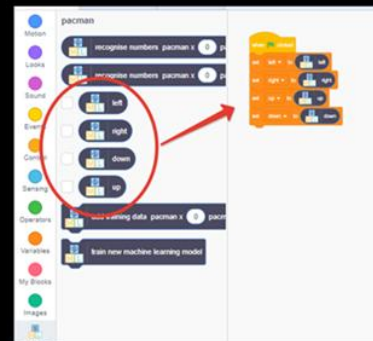 pacman
Motion
recognise numbers pacman x 0 pa
Looks
recognise numbers pacman x 0 pa
Sound
left
Events
right
Control
down
Sensing
up
Operators
add training data pacman x 0 pacm
Variables
train new machine learning model
My Blocks
Images
when clicked
set left to left
set right to right
set up to up
set down to down